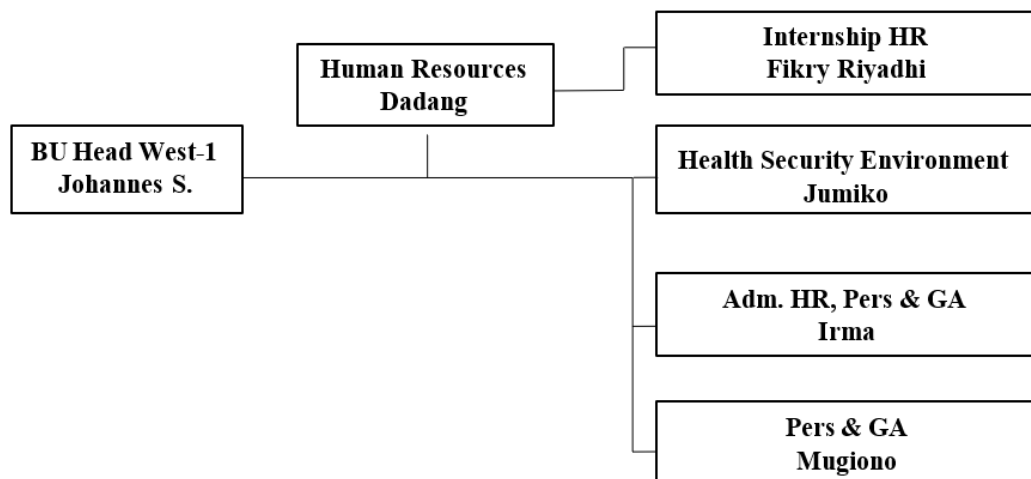 Internship HR
Fikry Riyadhi
Human Resources
Dadang
BU Head West-1
Johannes S.
Health Security Environment
Jumiko
Adm. HR, Pers & GA
Irma
Pers & GA
Mugiono